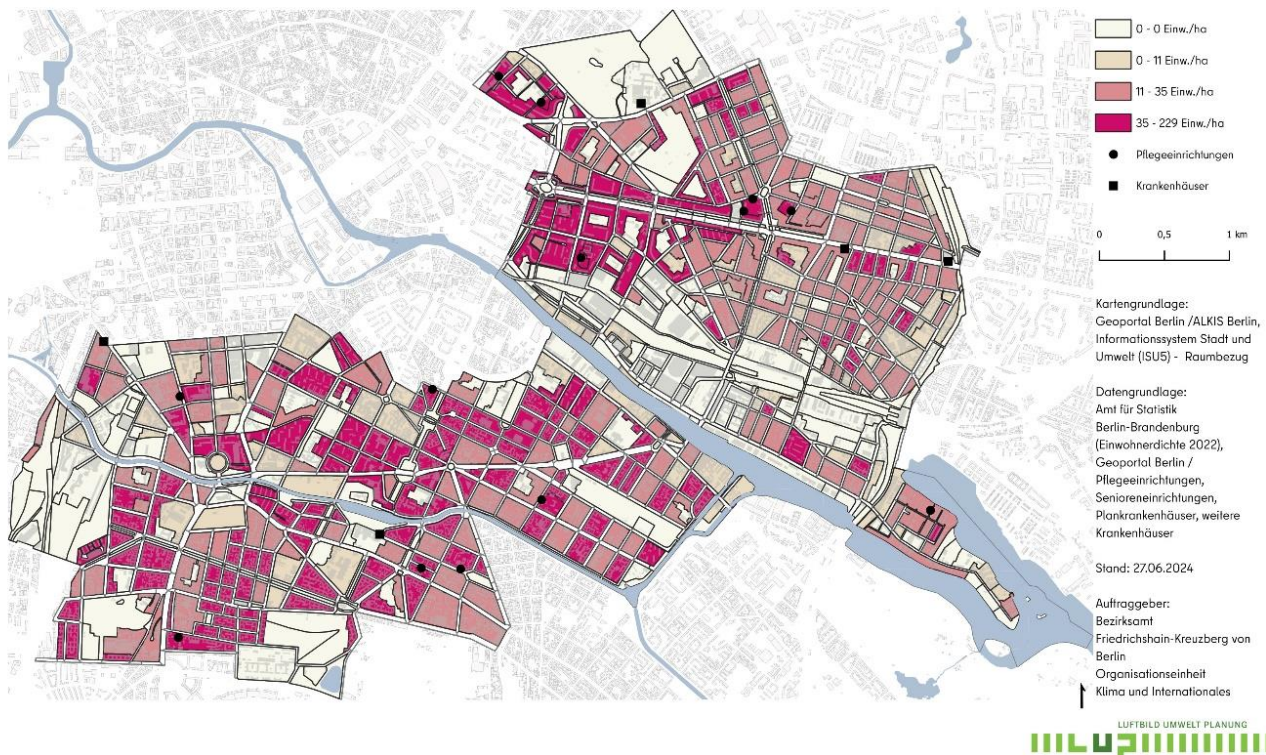 0 - 0 Einw./ha
0 - 11 Einw./ha
11 - 35 Einw./ha
35 - 229 Einw./ha
Pflegeeinrichtungen
Krankenhäuser
0 0,5 1 km
Kartengrundlage:
Geoportal Berlin /ALKIS Berlin,
Informationssystem Stadt und
Umwelt (ISU5) - Raumbezug
Datengrundlage:
Amt für Statistik
Berlin-Brandenburg
(Einwohnerdichte 2022),
Geoportal Berlin /
Pflegeeinrichtungen,
Senioreneinrichtungen,
Plankrankenhäuser, weitere
Krankenhäuser
Stand: 27.06.2024
Auftraggeber:
Bezirksamt
Friedrichshain-Kreuzberg von
Berlin
Organisationseinheit
Klima und Internationales
LUFTBILD UMWELT PLANUNG
LUP